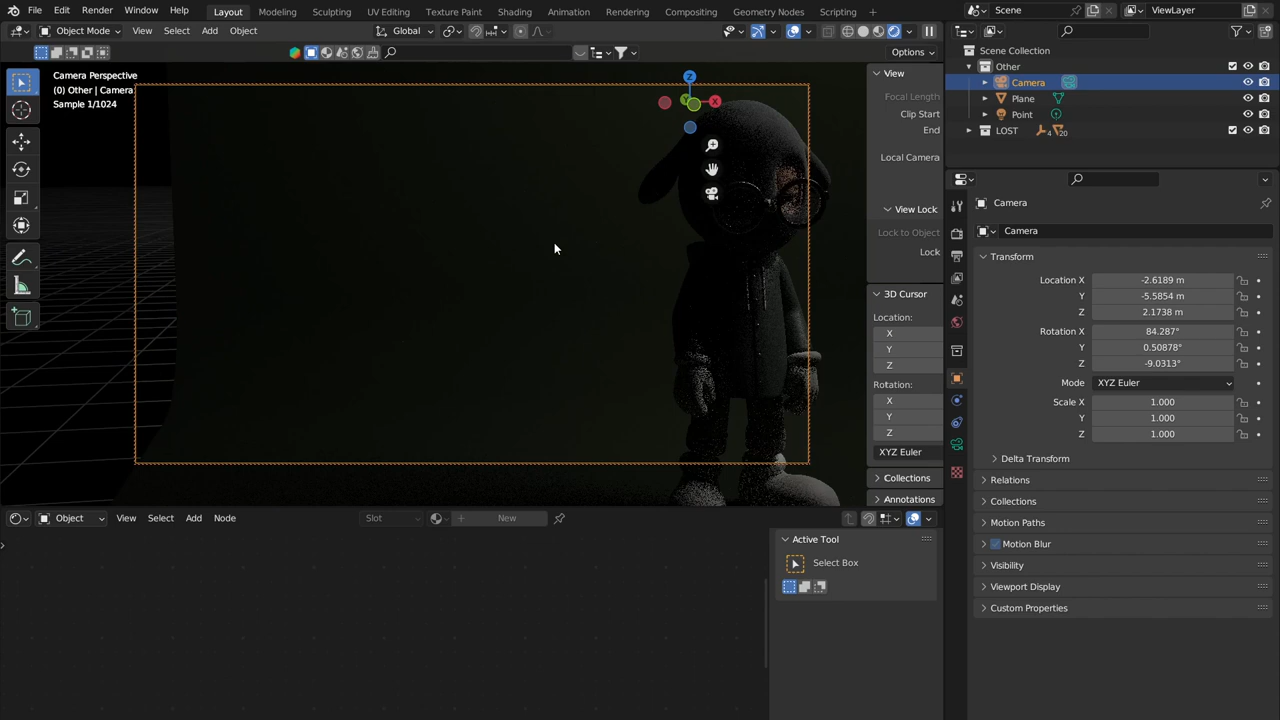 File Edit Render Window Help Layout Modeling Sculpting UV Editing Texture Paint Shading Animation Rendering Compositing Geometry Nodes Scripting + Scene ViewLayer
Object Mode View Select Add Object Global
Options
Camera Perspective
(0) Other | Camera
Sample 1/1024
Z
X
Y
View
Focal Length
Clip Start
End
Local Camera
View Lock
Lock to Object
Lock
3D Cursor
Location:
X
Y
Z
Rotation:
X
Y
Z
XYZ Euler
Collections
Annotations
Scene Collection
Other
Camera
Plane
Point
LOST 4 20
Camera
Camera
Transform
Location X -2.6189 m
Y -5.5854 m
Z 2.1738 m
Rotation X 84.287°
Y 0.50878°
Z -9.0313°
Mode XYZ Euler
Scale X 1.000
Y 1.000
Z 1.000
Delta Transform
Relations
Collections
Motion Paths
Motion Blur
Visibility
Viewport Display
Custom Properties
Object View Select Add Node Slot New
Active Tool
Select Box